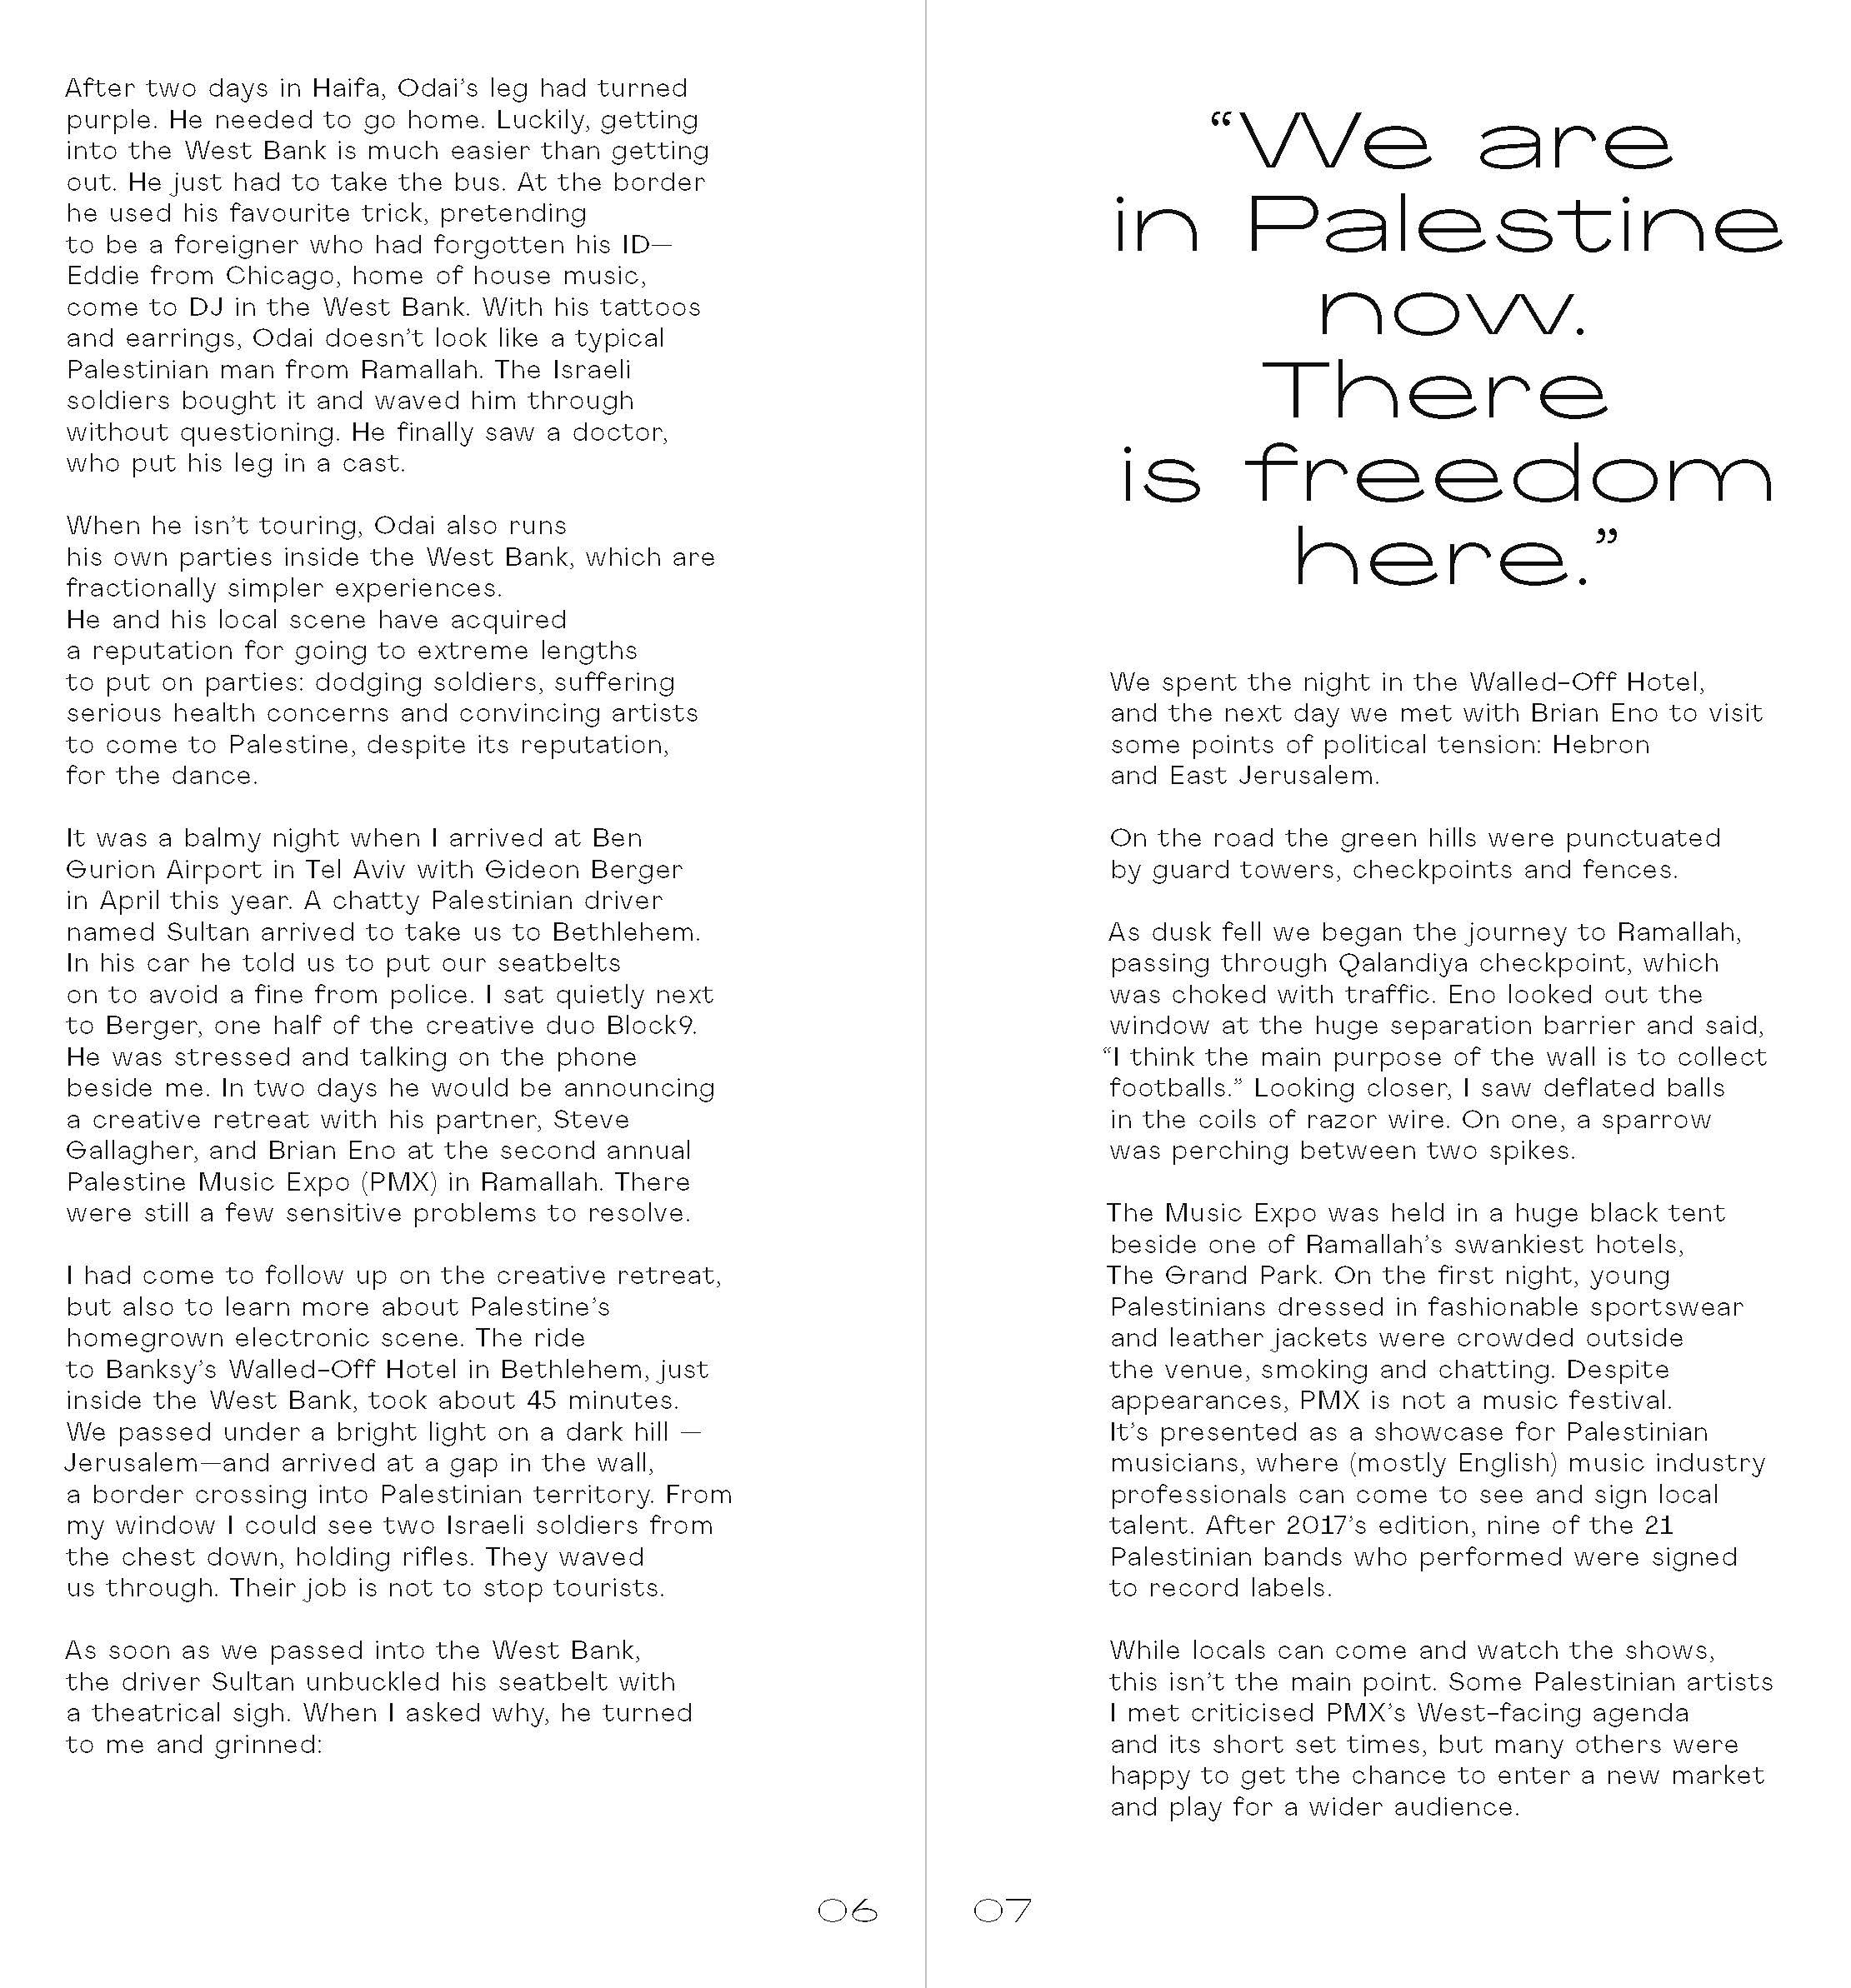 After two days in Haifa, Odai’s leg had turned
purple. He needed to go home. Luckily, getting
into the West Bank is much easier than getting
out. He just had to take the bus. At the border
he used his favourite trick, pretending
to be a foreigner who had forgotten his ID—
Eddie from Chicago, home of house music,
come to DJ in the West Bank. With his tattoos
and earrings, Odai doesn’t look like a typical
Palestinian man from Ramallah. The Israeli
soldiers bought it and waved him through
without questioning. He finally saw a doctor,
who put his leg in a cast.

When he isn’t touring, Odai also runs
his own parties inside the West Bank, which are
fractionally simpler experiences.
He and his local scene have acquired
a reputation for going to extreme lengths
to put on parties: dodging soldiers, suffering
serious health concerns and convincing artists
to come to Palestine, despite its reputation,
for the dance.

It was a balmy night when I arrived at Ben
Gurion Airport in Tel Aviv with Gideon Berger
in April this year. A chatty Palestinian driver
named Sultan arrived to take us to Bethlehem.
In his car he told us to put our seatbelts
on to avoid a fine from police. I sat quietly next
to Berger, one half of the creative duo Block9.
He was stressed and talking on the phone
beside me. In two days he would be announcing
a creative retreat with his partner, Steve
Gallagher, and Brian Eno at the second annual
Palestine Music Expo (PMX) in Ramallah. There
were still a few sensitive problems to resolve.

I had come to follow up on the creative retreat,
but also to learn more about Palestine’s
homegrown electronic scene. The ride
to Banksy’s Walled-Off Hotel in Bethlehem, just
inside the West Bank, took about 45 minutes.
We passed under a bright light on a dark hill —
Jerusalem—and arrived at a gap in the wall,
a border crossing into Palestinian territory. From
my window I could see two Israeli soldiers from
the chest down, holding rifles. They waved
us through. Their job is not to stop tourists.

As soon as we passed into the West Bank,
the driver Sultan unbuckled his seatbelt with
a theatrical sigh. When I asked why, he turned
to me and grinned:

06

“We are
in Palestine
now.
There
is freedom
here.”

We spent the night in the Walled-Off Hotel,
and the next day we met with Brian Eno to visit
some points of political tension: Hebron
and East Jerusalem.

On the road the green hills were punctuated
by guard towers, checkpoints and fences.

As dusk fell we began the journey to Ramallah,
passing through Qalandiya checkpoint, which
was choked with traffic. Eno looked out the
window at the huge separation barrier and said,
“I think the main purpose of the wall is to collect
footballs.” Looking closer, I saw deflated balls
in the coils of razor wire. On one, a sparrow
was perching between two spikes.

The Music Expo was held in a huge black tent
beside one of Ramallah’s swankiest hotels,
The Grand Park. On the first night, young
Palestinians dressed in fashionable sportswear
and leather jackets were crowded outside
the venue, smoking and chatting. Despite
appearances, PMX is not a music festival.
It’s presented as a showcase for Palestinian
musicians, where (mostly English) music industry
professionals can come to see and sign local
talent. After 2017’s edition, nine of the 21
Palestinian bands who performed were signed
to record labels.

While locals can come and watch the shows,
this isn’t the main point. Some Palestinian artists
I met criticised PMX’s West-facing agenda
and its short set times, but many others were
happy to get the chance to enter a new market
and play for a wider audience.

07